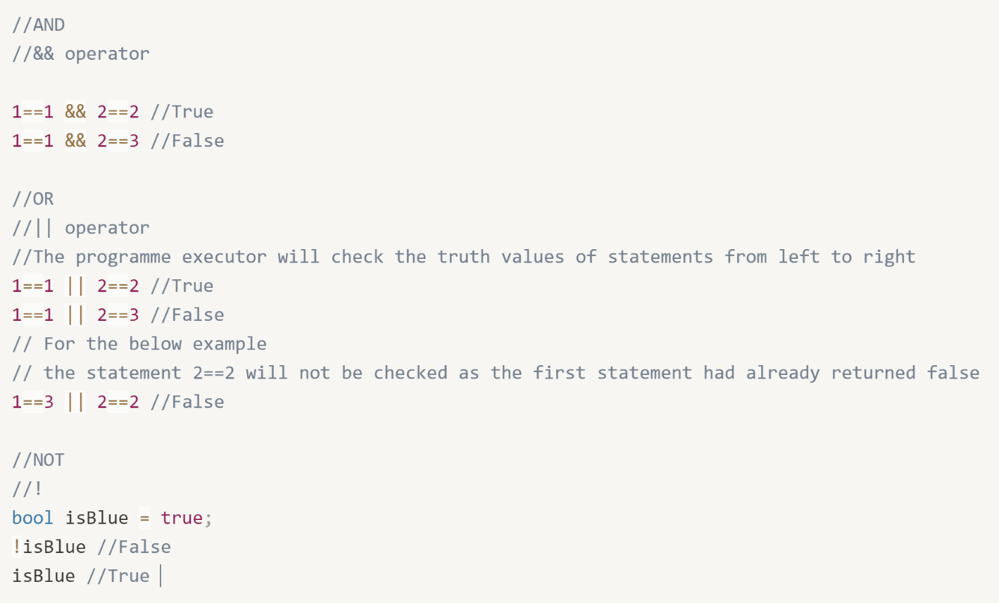 //AND
//&& operator
1==1 && 2==2 //True
1==1 && 2==3 //False
//OR
//|| operator
//The programme executor will check the truth values of statements from left to right
1==1 || 2==2 //True
1==1 || 2==3 //False
// For the below example
// the statement 2==2 will not be checked as the first statement had already returned false
1==3 || 2==2 //False
//NOT
//!
bool isBlue = true;
!isBlue //False
isBlue //True